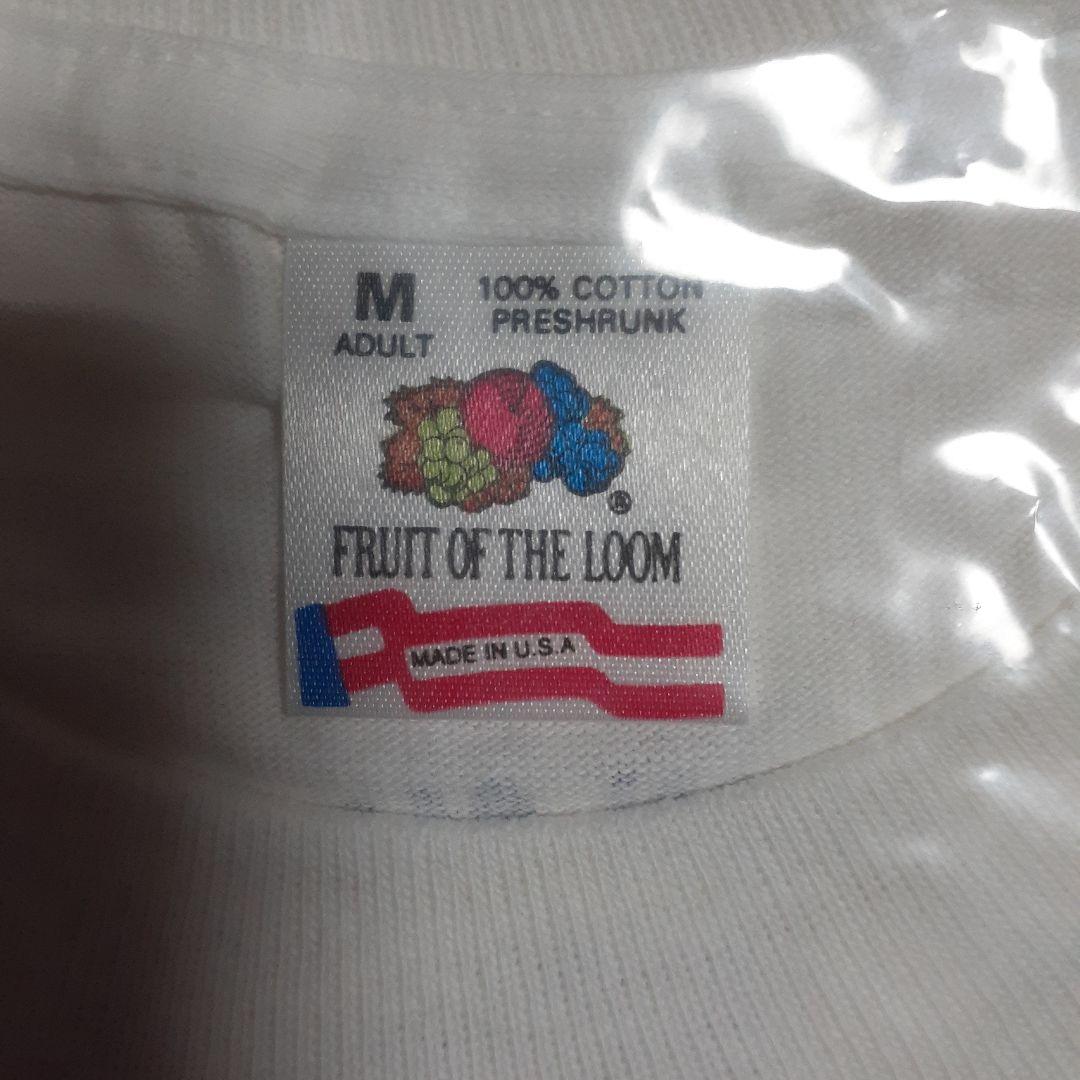 M
ADULT
100% COTTON
PRESHRUNK
®
FRUIT OF THE LOOM
MADE IN U.S.A